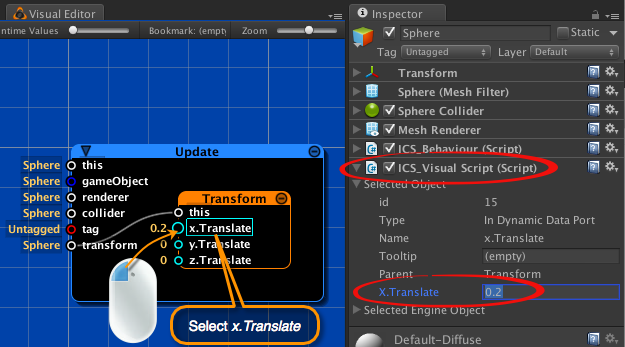 Visual Editor
ntime Values
Bookmark: (empt
Zoom
Update
Sphere this
Sphere gameObject
Sphere renderer
Sphere collider
Untagged tag
Sphere transform
Transform
this
0.2 x.Translate
0 y.Translate
0 z.Translate
Select x.Translate
Inspector
Sphere Static
Tag Untagged Layer Default
Transform
Sphere (Mesh Filter)
Sphere Collider
Mesh Renderer
C# ICS_Behaviour (Script)
C# ICS_Visual Script (Script)
Selected Object
id 15
Type In Dynamic Data Port
Name x.Translate
Tooltip (empty)
Parent Transform
X.Translate 0.2
Selected Engine Object
Default-Diffuse